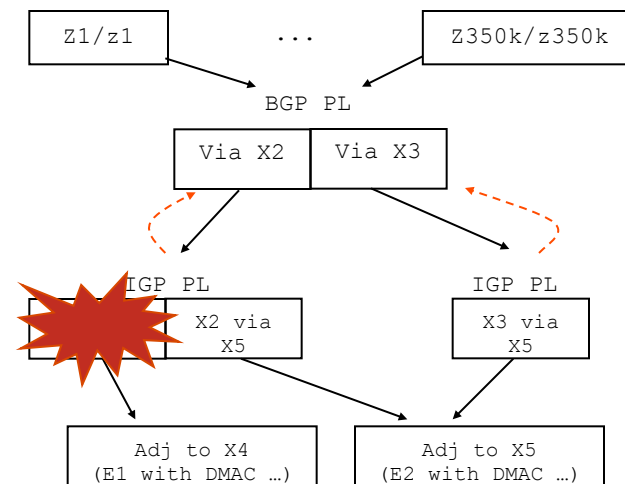 Z1/z1
...
Z350k/z350k
BGP PL
Via X2
Via X3
IGP PL
IGP PL
X2 via
X5
X3 via
X5
Adj to X4
(E1 with DMAC …)
Adj to X5
(E2 with DMAC …)